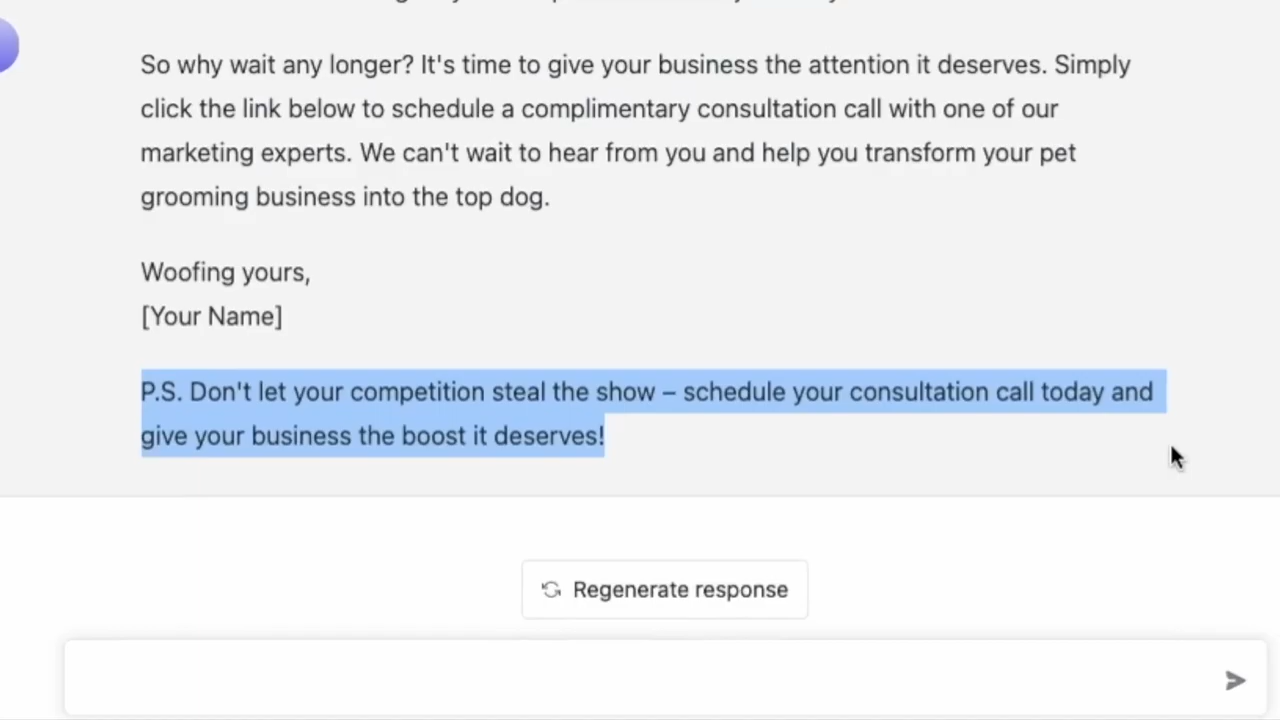 So why wait any longer? It's time to give your business the attention it deserves. Simply
click the link below to schedule a complimentary consultation call with one of our
marketing experts. We can't wait to hear from you and help you transform your pet
grooming business into the top dog.
Woofing yours,
[Your Name]
P.S. Don't let your competition steal the show – schedule your consultation call today and
give your business the boost it deserves!
Regenerate response